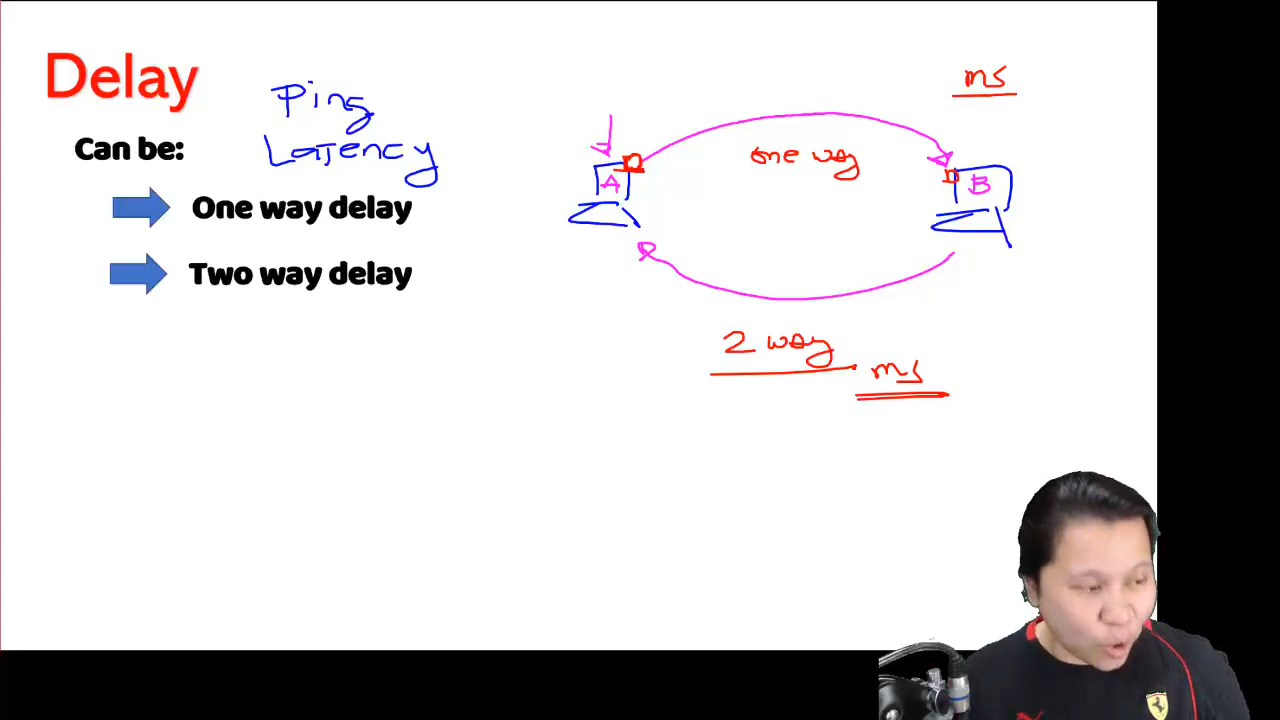 Delay
Ping
Latency
Can be:
One way delay
Two way delay
ms
one way
A
B
2 way
ms